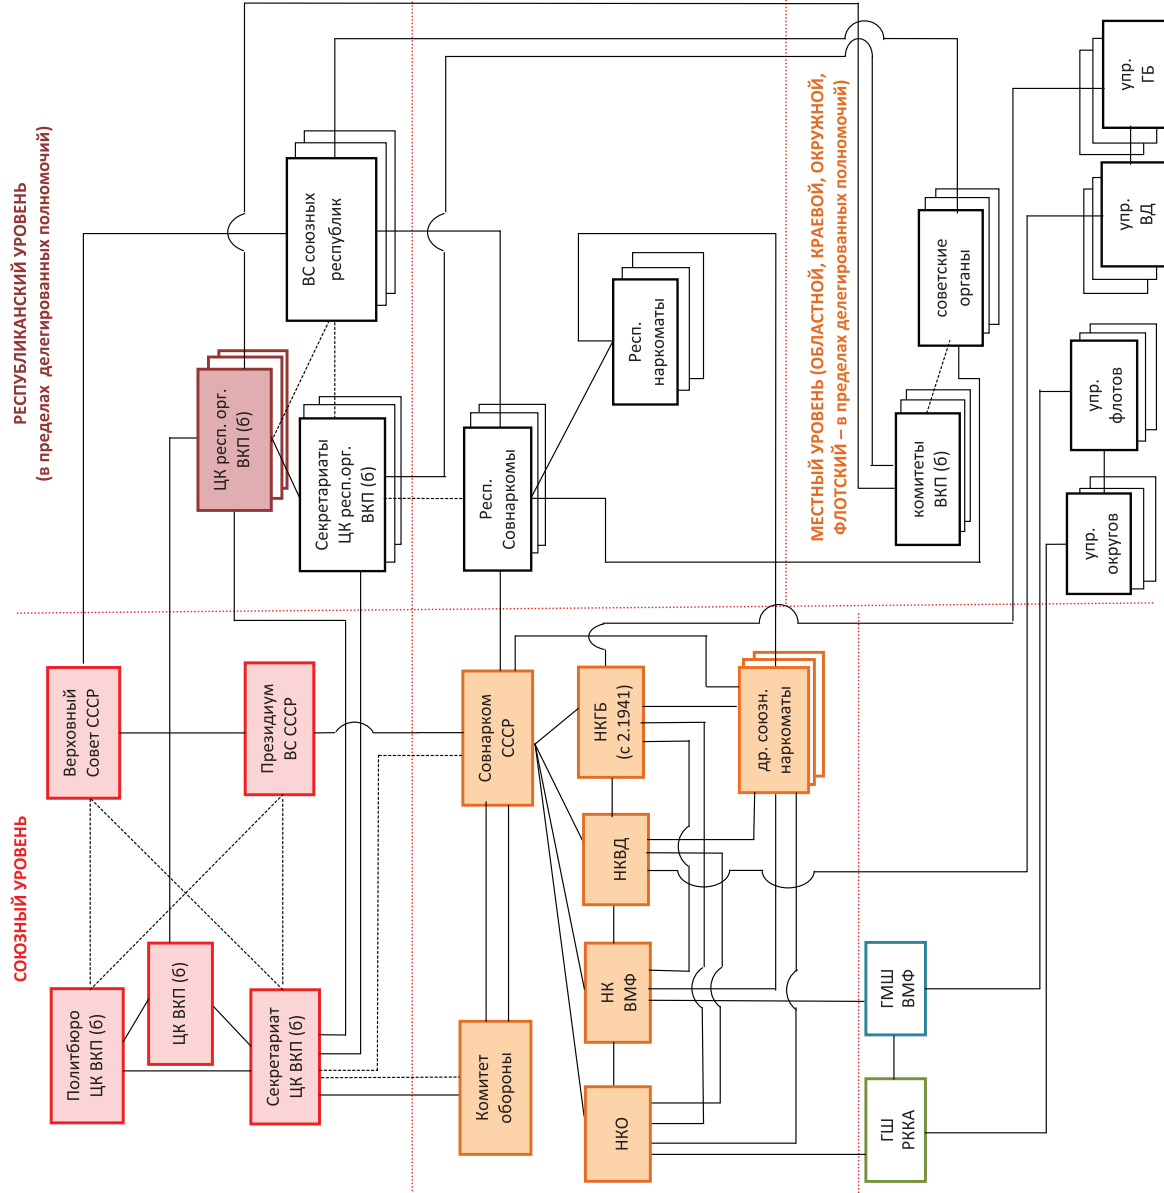 СОЮЗНЫЙ УРОВЕНЬ
РЕСПУБЛИКАНСКИЙ УРОВЕНЬ
(в пределах делегированных полномочий)
Политбюро
ЦК ВКП (б)
Верховный
Совет СССР
ЦК ВКП (б)
ЦК респ. орг.
ВКП (б)
Секретариат
ЦК ВКП (б)
Президиум
ВС СССР
Секретариаты
ЦК респ.орг.
ВКП (б)
ВС союзных
республик
Комитет
обороны
Совнарком
СССР
Респ.
Совнаркомы
НКО
НК
ВМФ
НКВД
НКГБ
(с 2.1941)
Респ.
наркоматы
др. союзн.
наркоматы
МЕСТНЫЙ УРОВЕНЬ (ОБЛАСТНОЙ, КРАЕВОЙ, ОКРУЖНОЙ,
ФЛОТСКИЙ – в пределах делегированных полномочий)
ГШ
РККА
ГМШ
ВМФ
комитеты
ВКП (б)
советские
органы
упр.
округов
упр.
флотов
упр.
ВД
упр.
ГБ